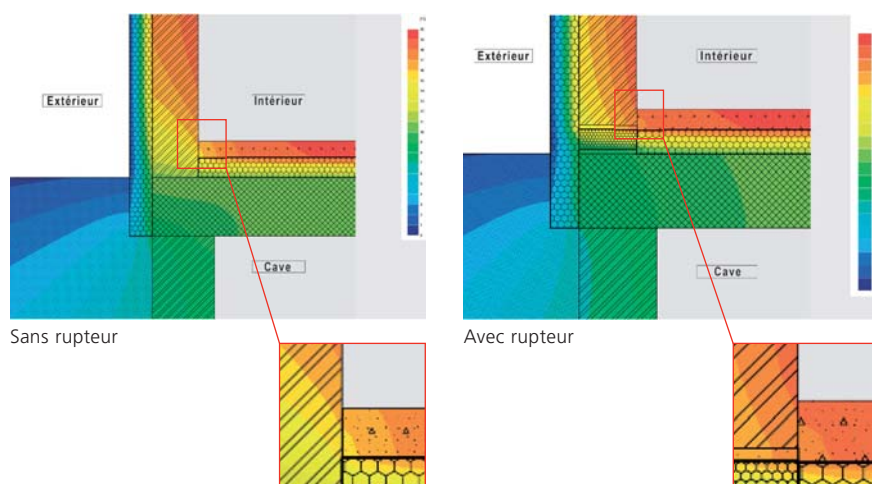 Extérieur
Intérieur
Cave
Sans rupteur
Extérieur
Intérieur
Cave
Avec rupteur